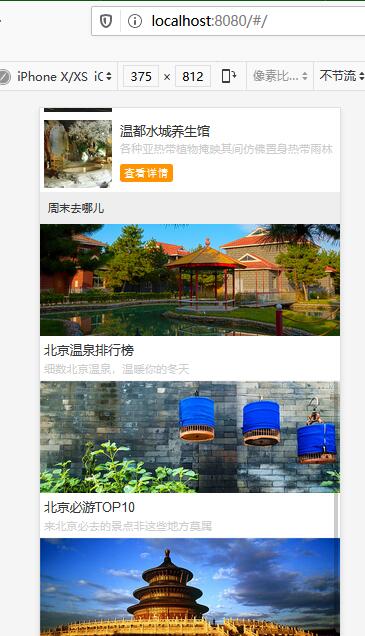 localhost:8080/#/
iPhone X/XS iC
375 × 812
像素比...
不节流
温都水城养生馆
各种亚热带植物掩映其间仿佛置身热带雨林
查看详情
周末去哪儿
北京温泉排行榜
细数北京温泉，温暖你的冬天
北京必游TOP10
来北京必去的景点非这些地方莫属